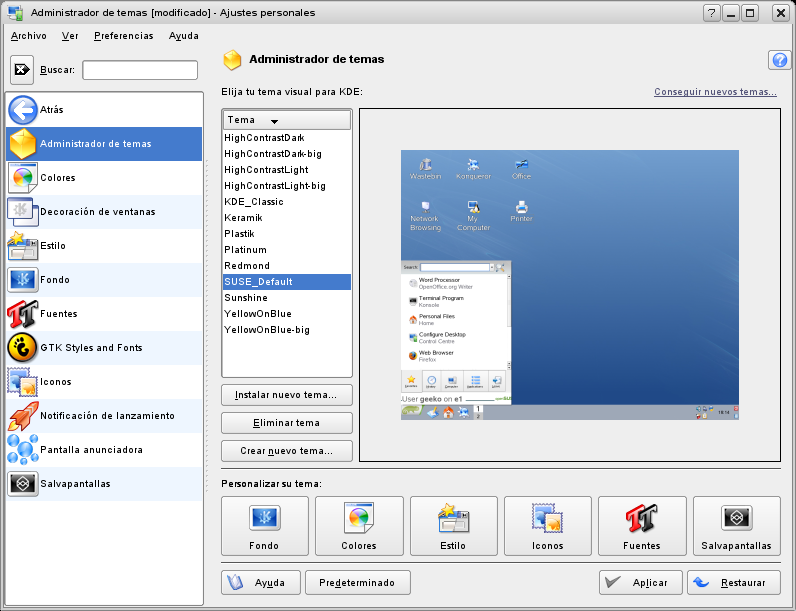 Administrador de temas [modificado] - Ajustes personales
Archivo Ver Preferencias Ayuda
Buscar:
Atrás
Administrador de temas
Colores
Decoración de ventanas
Estilo
Fondo
Fuentes
GTK Styles and Fonts
Iconos
Notificación de lanzamiento
Pantalla anunciadora
Salvapantallas
Administrador de temas
Elija tu tema visual para KDE:
Conseguir nuevos temas...
Tema
HighContrastDark
HighContrastDark-big
HighContrastLight
HighContrastLight-big
KDE_Classic
Keramik
Plastik
Platinum
Redmond
SUSE_Default
Sunshine
YellowOnBlue
YellowOnBlue-big
Instalar nuevo tema...
Eliminar tema
Crear nuevo tema...
Wastebin Konqueror Office
Network Browsing
My Computer
Printer
Search:
Word Processor
OpenOffice.org Writer
Terminal Program
Konsole
Personal Files
Home
Configure Desktop
Control Centre
Web Browser
Firefox
User geeko on e1
Personalizar su tema:
Fondo Colores Estilo Iconos Fuentes Salvapantallas
Ayuda Predeterminado Aplicar Restaurar